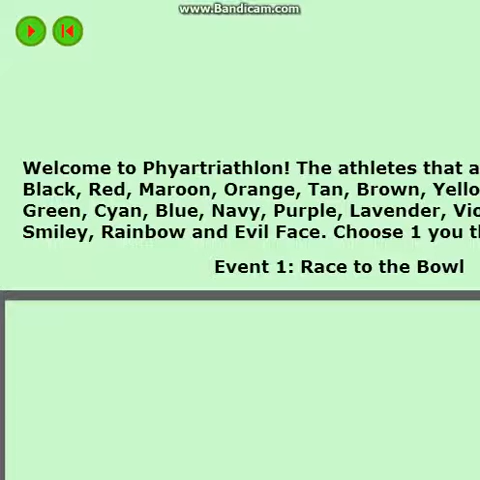 www.Bandicam.com
Welcome to Phyartriathlon! The athletes that a
Black, Red, Maroon, Orange, Tan, Brown, Yello
Green, Cyan, Blue, Navy, Purple, Lavender, Vio
Smiley, Rainbow and Evil Face. Choose 1 you th
Event 1: Race to the Bowl